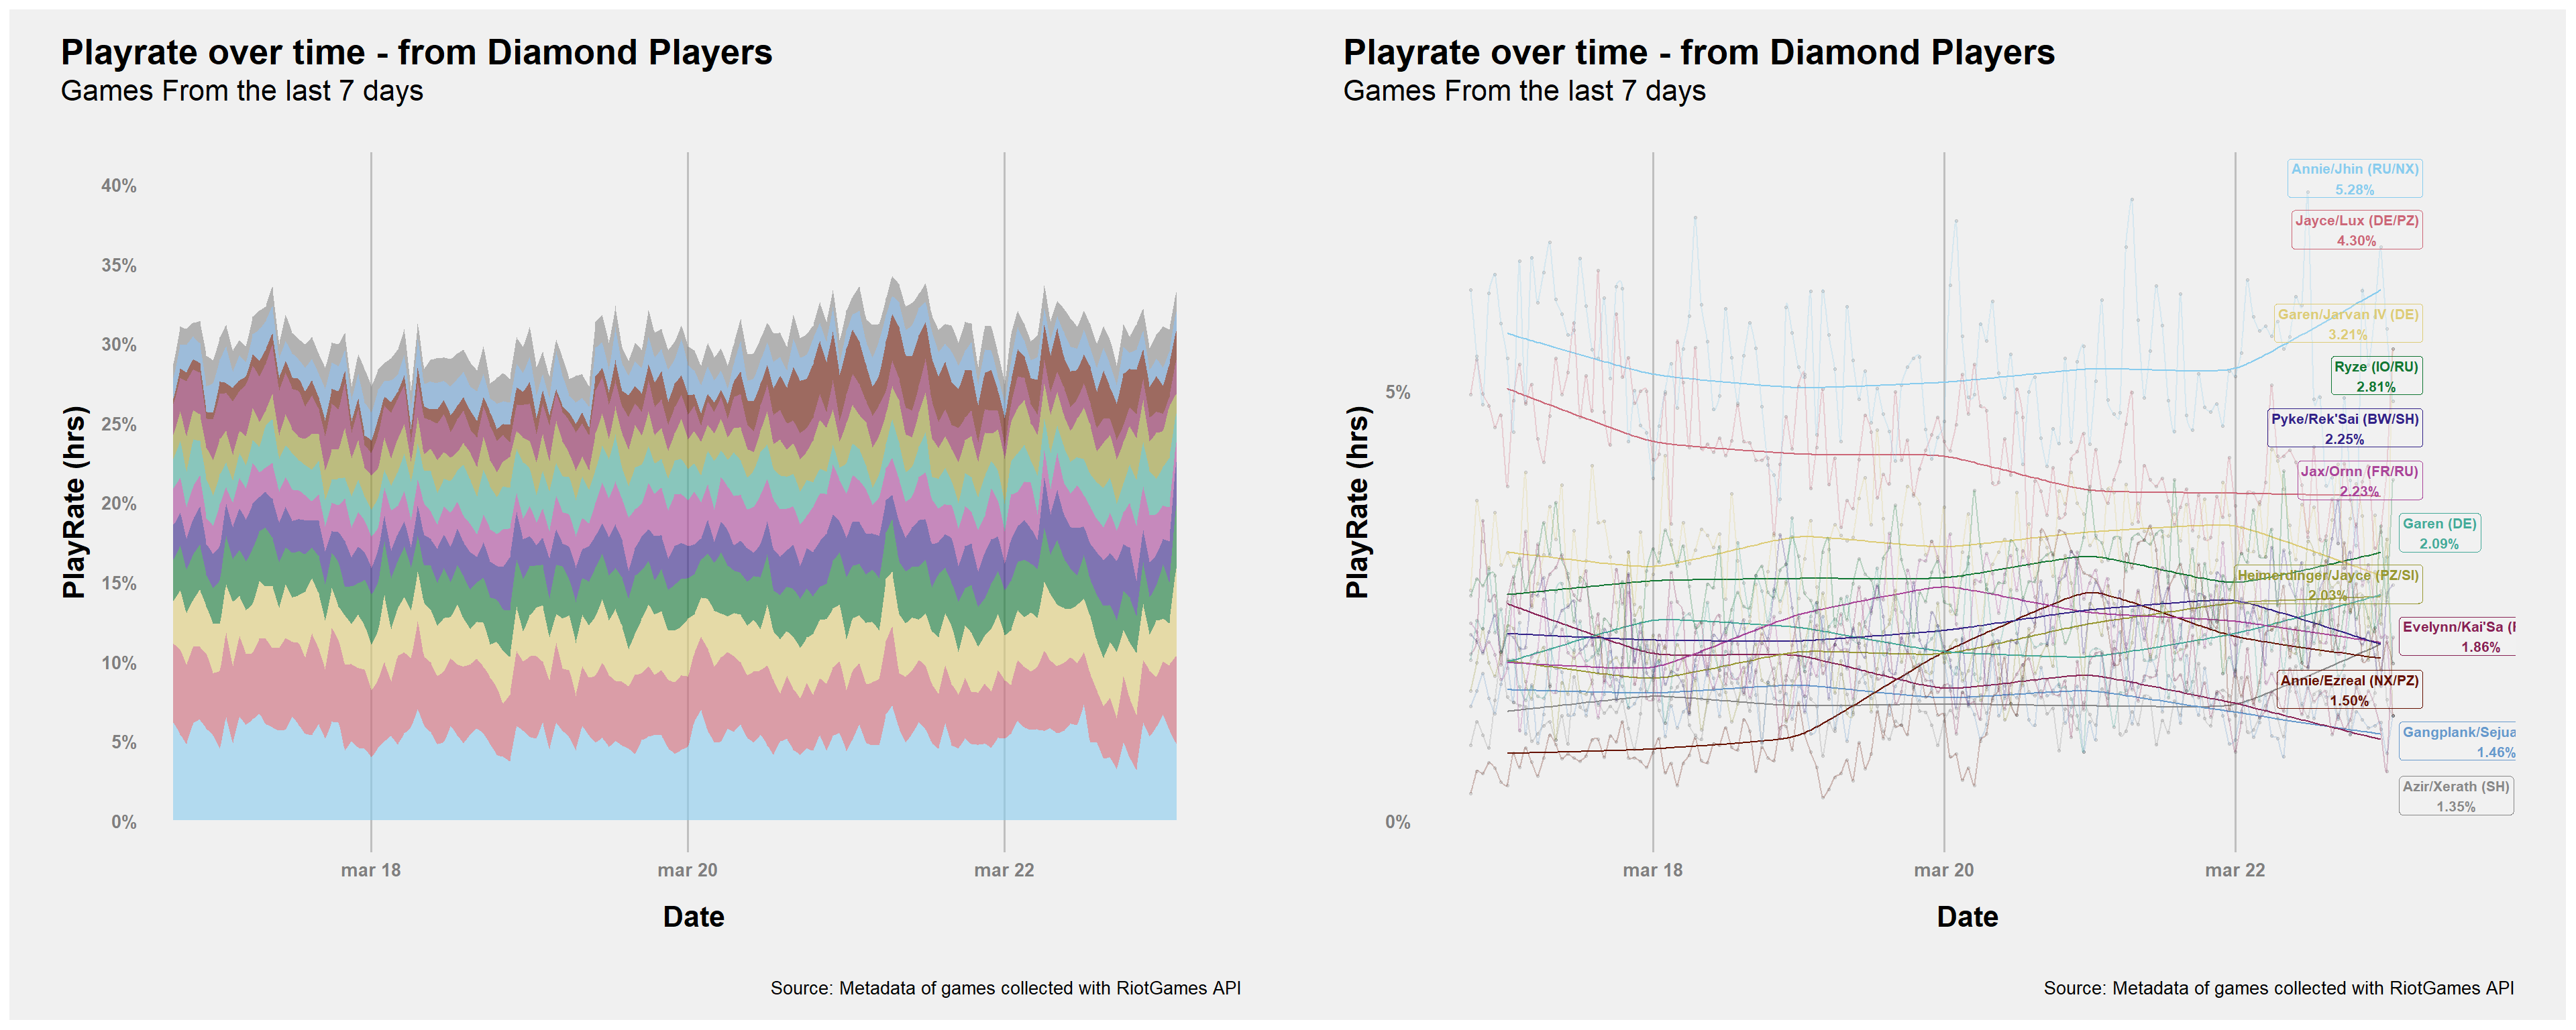 Playrate over time - from Diamond Players
Games From the last 7 days
PlayRate (hrs)
40%
35%
30%
25%
20%
15%
10%
5%
0%
mar 18
mar 20
mar 22
Date
Source: Metadata of games collected with RiotGames API
Playrate over time - from Diamond Players
Games From the last 7 days
PlayRate (hrs)
5%
0%
Annie/Jhin (RU/NX)
5.28%
Jayce/Lux (DE/PZ)
4.30%
Garen/Jarvan IV (DE)
3.21%
Ryze (IO/RU)
2.81%
Pyke/Rek'Sai (BW/SH)
2.25%
Jax/Ornn (FR/RU)
2.23%
Garen (DE)
2.09%
Heimerdinger/Jayce (PZ/SI)
2.03%
Evelynn/Kai'Sa (
1.86%
Annie/Ezreal (NX/PZ)
1.50%
Gangplank/Sejua
1.46%
Azir/Xerath (SH)
1.35%
mar 18
mar 20
mar 22
Date
Source: Metadata of games collected with RiotGames API